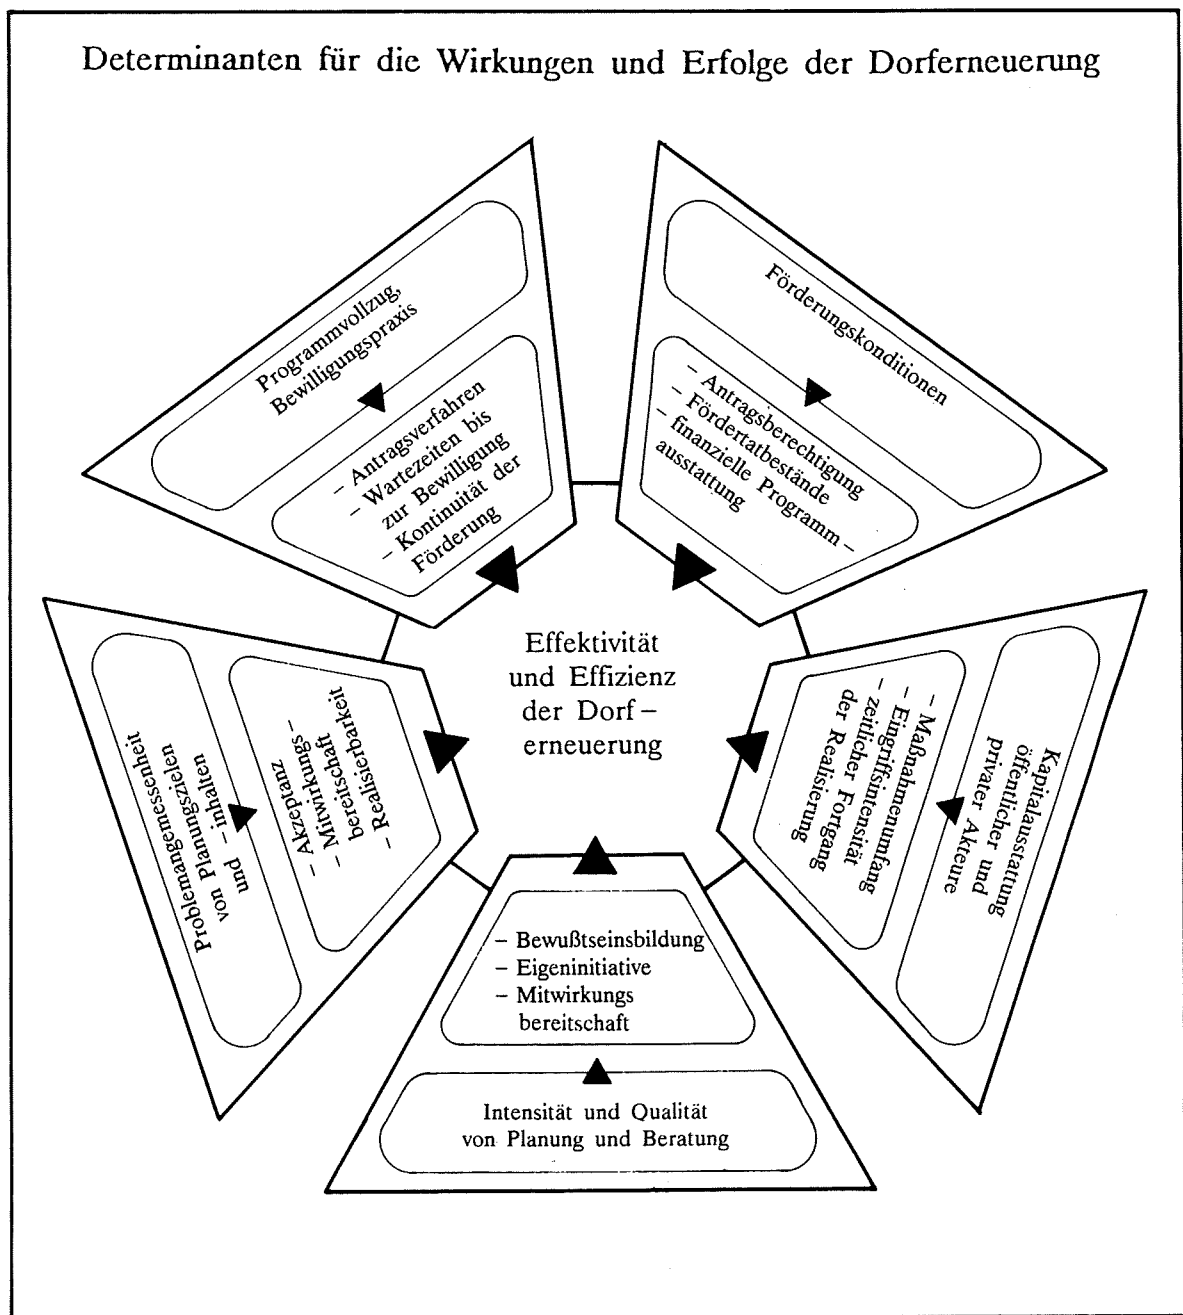 Determinanten für die Wirkungen und Erfolge der Dorferneuerung
Programmvollzug,
Bewilligungspraxis
– Antragsverfahren
– Wartezeiten bis
zur Bewilligung
– Kontinuität der
Förderung
Förderungskonditionen
– Antragsberechtigung
– Fördertatbestände
– finanzielle Programm –
ausstattung
Effektivität
und Effizienz
der Dorf –
erneuerung
Problemangemessenheit
von Planungszielen
und – inhalten
– Akzeptanz
– Mitwirkungs –
bereitschaft
– Realisierbarkeit
– Maßnahmenumfang
– Eingriffsintensität
– zeitlicher Fortgang
der Realisierung
Kapitalausstattung
öffentlicher und
privater Akteure
– Bewußtseinsbildung
– Eigeninitiative
– Mitwirkungs
bereitschaft
Intensität und Qualität
von Planung und Beratung